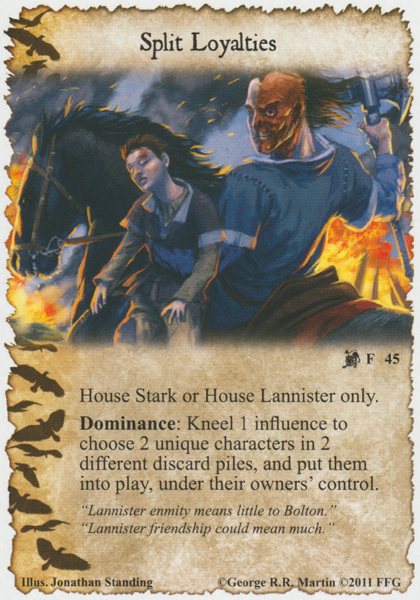 Split Loyalties
F 45
House Stark or House Lannister only.
Dominance: Kneel 1 influence to
choose 2 unique characters in 2
different discard piles, and put them
into play, under their owners’ control.
“Lannister enmity means little to Bolton.”
“Lannister friendship could mean much.”
Illus. Jonathan Standing ©George R.R. Martin ©2011 FFG